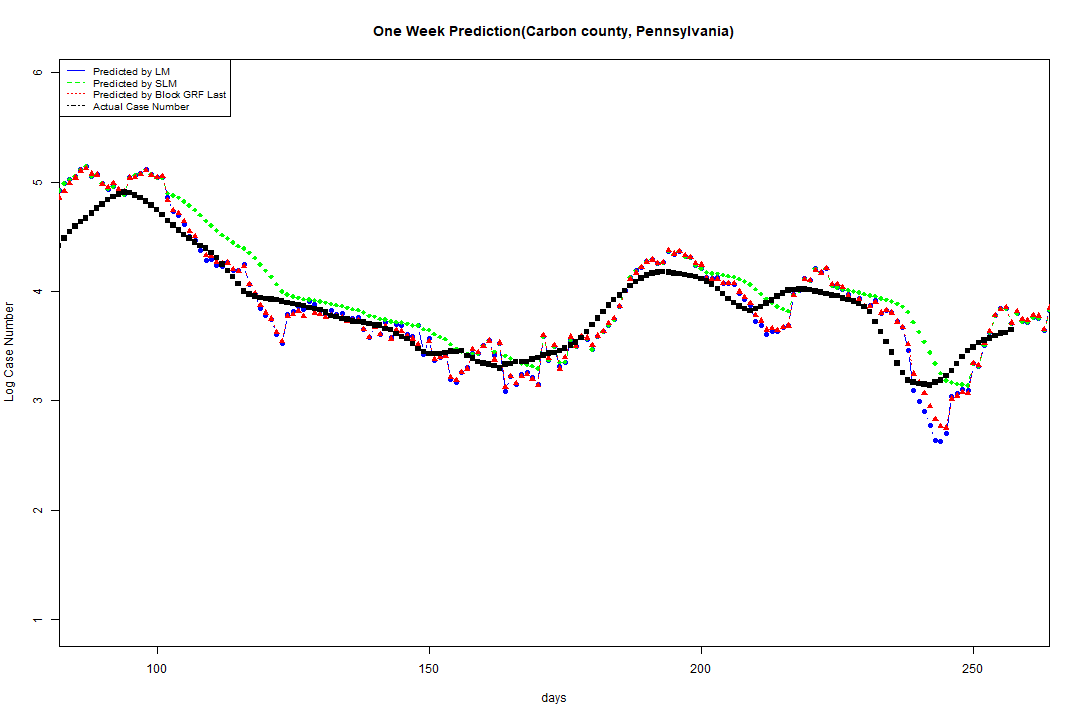 One Week Prediction(Carbon county, Pennsylvania)
Predicted by LM
Predicted by SLM
Predicted by Block GRF Last
Actual Case Number
6
5
4
3
2
1
Log Case Number
100 150 200 250
days